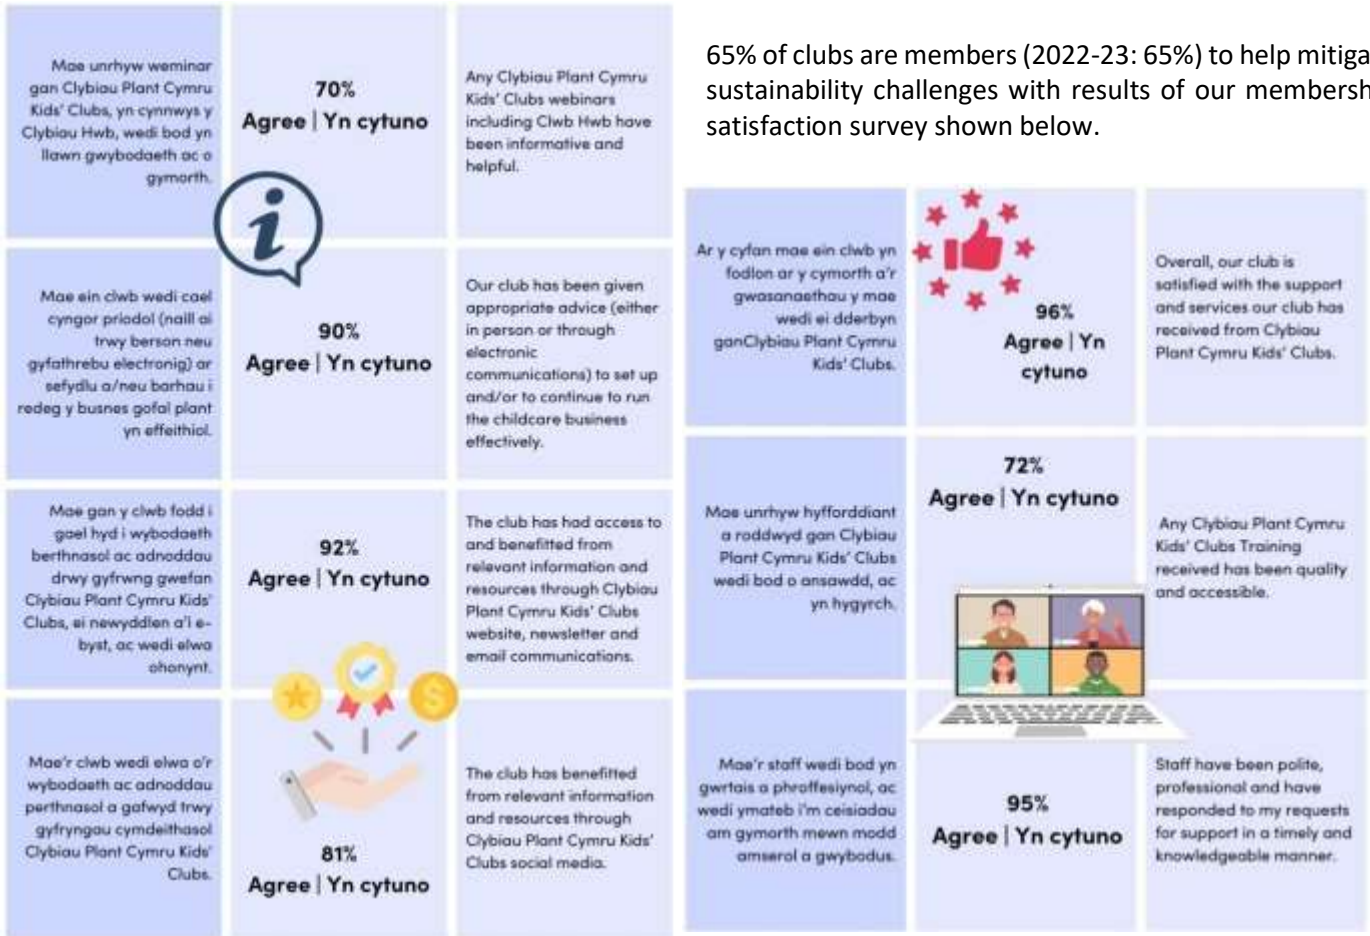 Mae unrhyw weminar
gan Clybiau Plant Cymru
Kids' Clubs, yn cynnwys y
Clybiau Hwb, wedi bod yn
llawn gwybodaeth ac o
gymorth.
70%
Agree | Yn cytuno
Any Clybiau Plant Cymru
Kids' Clubs webinars
including Clwb Hwb have
been informative and
helpful.
Mae ein clwb wedi cael
cyngor priodol (naill ai
trwy berson neu
gyfathrebu electronig) ar
sefydlu a/neu barhau i
redeg y busnes gofal plant
yn effeithiol.
90%
Agree | Yn cytuno
Our club has been given
appropriate advice (either
in person or through
electronic
communications) to set up
and/or to continue to run
the childcare business
effectively.
Mae gan y clwb fodd i
gael hyd i wybodaeth
berthnasol ac adnoddau
drwy gyfrwng gwefan
Clybiau Plant Cymru Kids'
Clubs, ei newyddlen a'i e-
byst, ac wedi elwa
ohonynt.
92%
Agree | Yn cytuno
The club has had access to
and benefitted from
relevant information and
resources through Clybiau
Plant Cymru Kids' Clubs
website, newsletter and
email communications.
Mae'r clwb wedi elwa o'r
wybodaeth ac adnoddau
perthnasol a gafwyd trwy
gyfryngau cymdeithasol
Clybiau Plant Cymru Kids'
Clubs.
81%
Agree | Yn cytuno
The club has benefitted
from relevant information
and resources through
Clybiau Plant Cymru Kids'
Clubs social media.
65% of clubs are members (2022-23: 65%) to help mitiga
sustainability challenges with results of our membersh
satisfaction survey shown below.
Ar y cyfan mae ein clwb yn
fodlon ar y cymorth a'r
gwasanaethau y mae
wedi ei dderbyn
ganClybiau Plant Cymru
Kids' Clubs.
96%
Agree | Yn
cytuno
Overall, our club is
satisfied with the support
and services our club has
received from Clybiau
Plant Cymru Kids' Clubs.
Mae unrhyw hyfforddiant
a roddwyd gan Clybiau
Plant Cymru Kids' Clubs
wedi bod o ansawdd, ac
yn hygyrch.
72%
Agree | Yn cytuno
Any Clybiau Plant Cymru
Kids' Clubs Training
received has been quality
and accessible.
Mae'r staff wedi bod yn
gwrtais a phroffesiynol, ac
wedi ymateb i'm ceisiadau
am gymorth mewn modd
amserol a gwybodus.
95%
Agree | Yn cytuno
Staff have been polite,
professional and have
responded to my requests
for support in a timely and
knowledgeable manner.